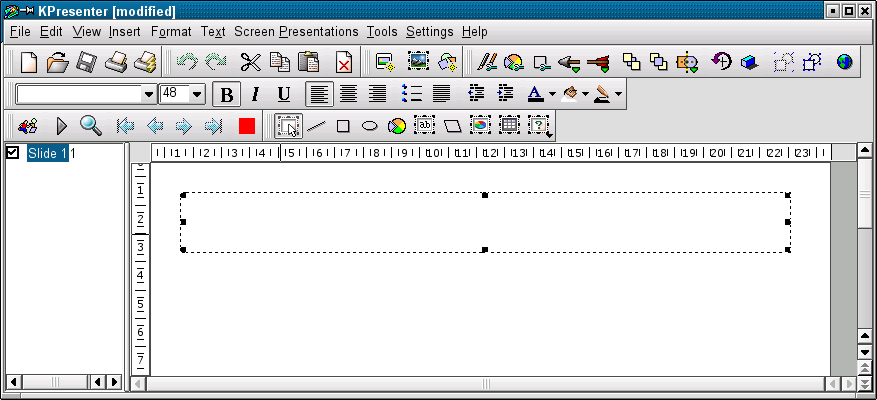 KPresenter [modified]
File Edit View Insert Format Text Screen Presentations Tools Settings Help
48 B I U A
ab ?
Slide 1 1
1 2 3 4 5 6 7 8 9 10 11 12 13 14 15 16 17 18 19 20 21 22 23
1
2
3
4
5
6
7